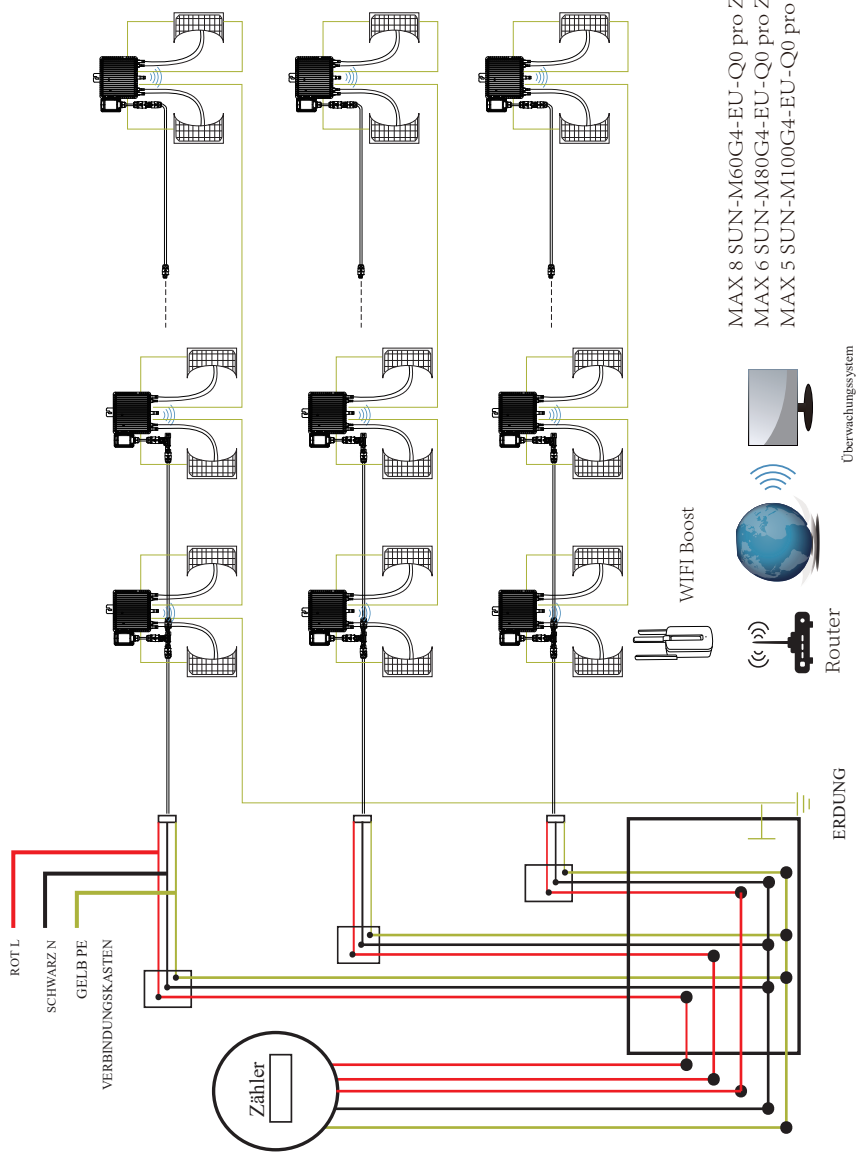 ROT L
SCHWARZ N
GELB PE
VERBINDUNGSKASTEN
Zähler
ERDUNG
WIFI Boost
Router
Überwachungssystem
MAX 8 SUN-M60G4-EU-Q0 pro
MAX 6 SUN-M80G4-EU-Q0 pro
MAX 5 SUN-M100G4-EU-Q0 pro